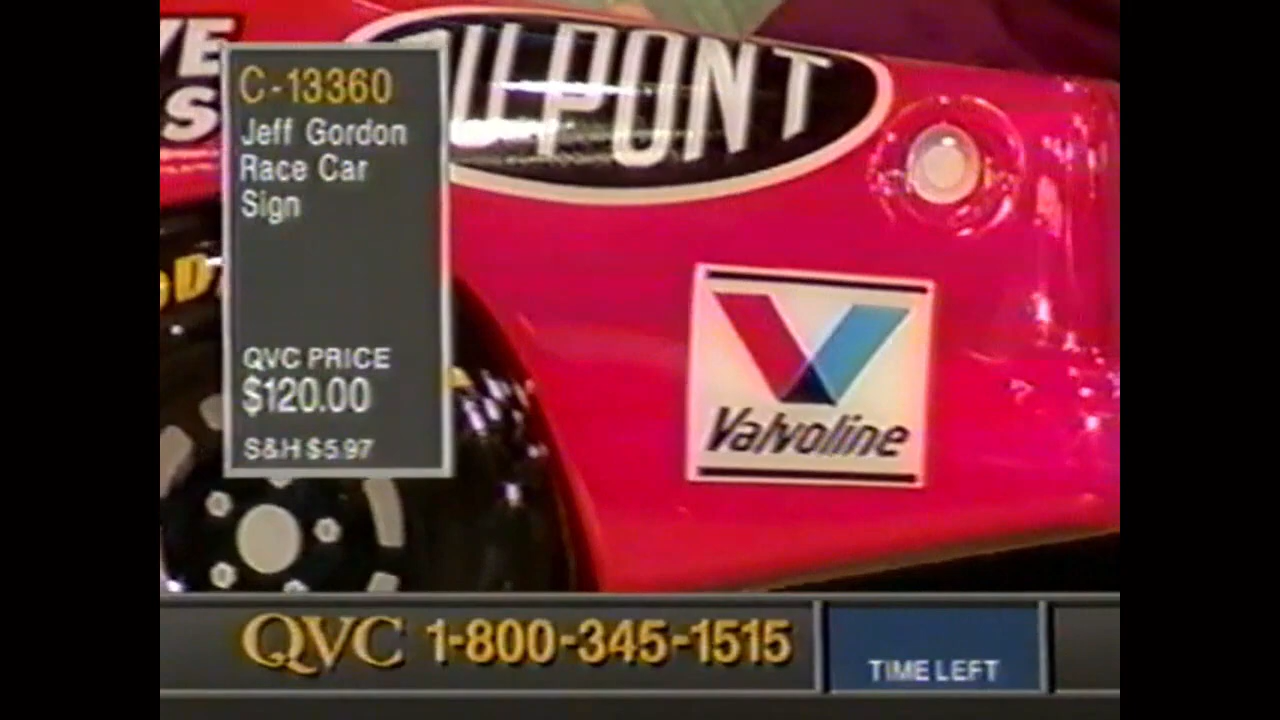 C-13360
Jeff Gordon
Race Car
Sign
QVC PRICE
$120.00
S&H $5.97
DUPONT
Valvoline
QVC 1-800-345-1515
TIME LEFT